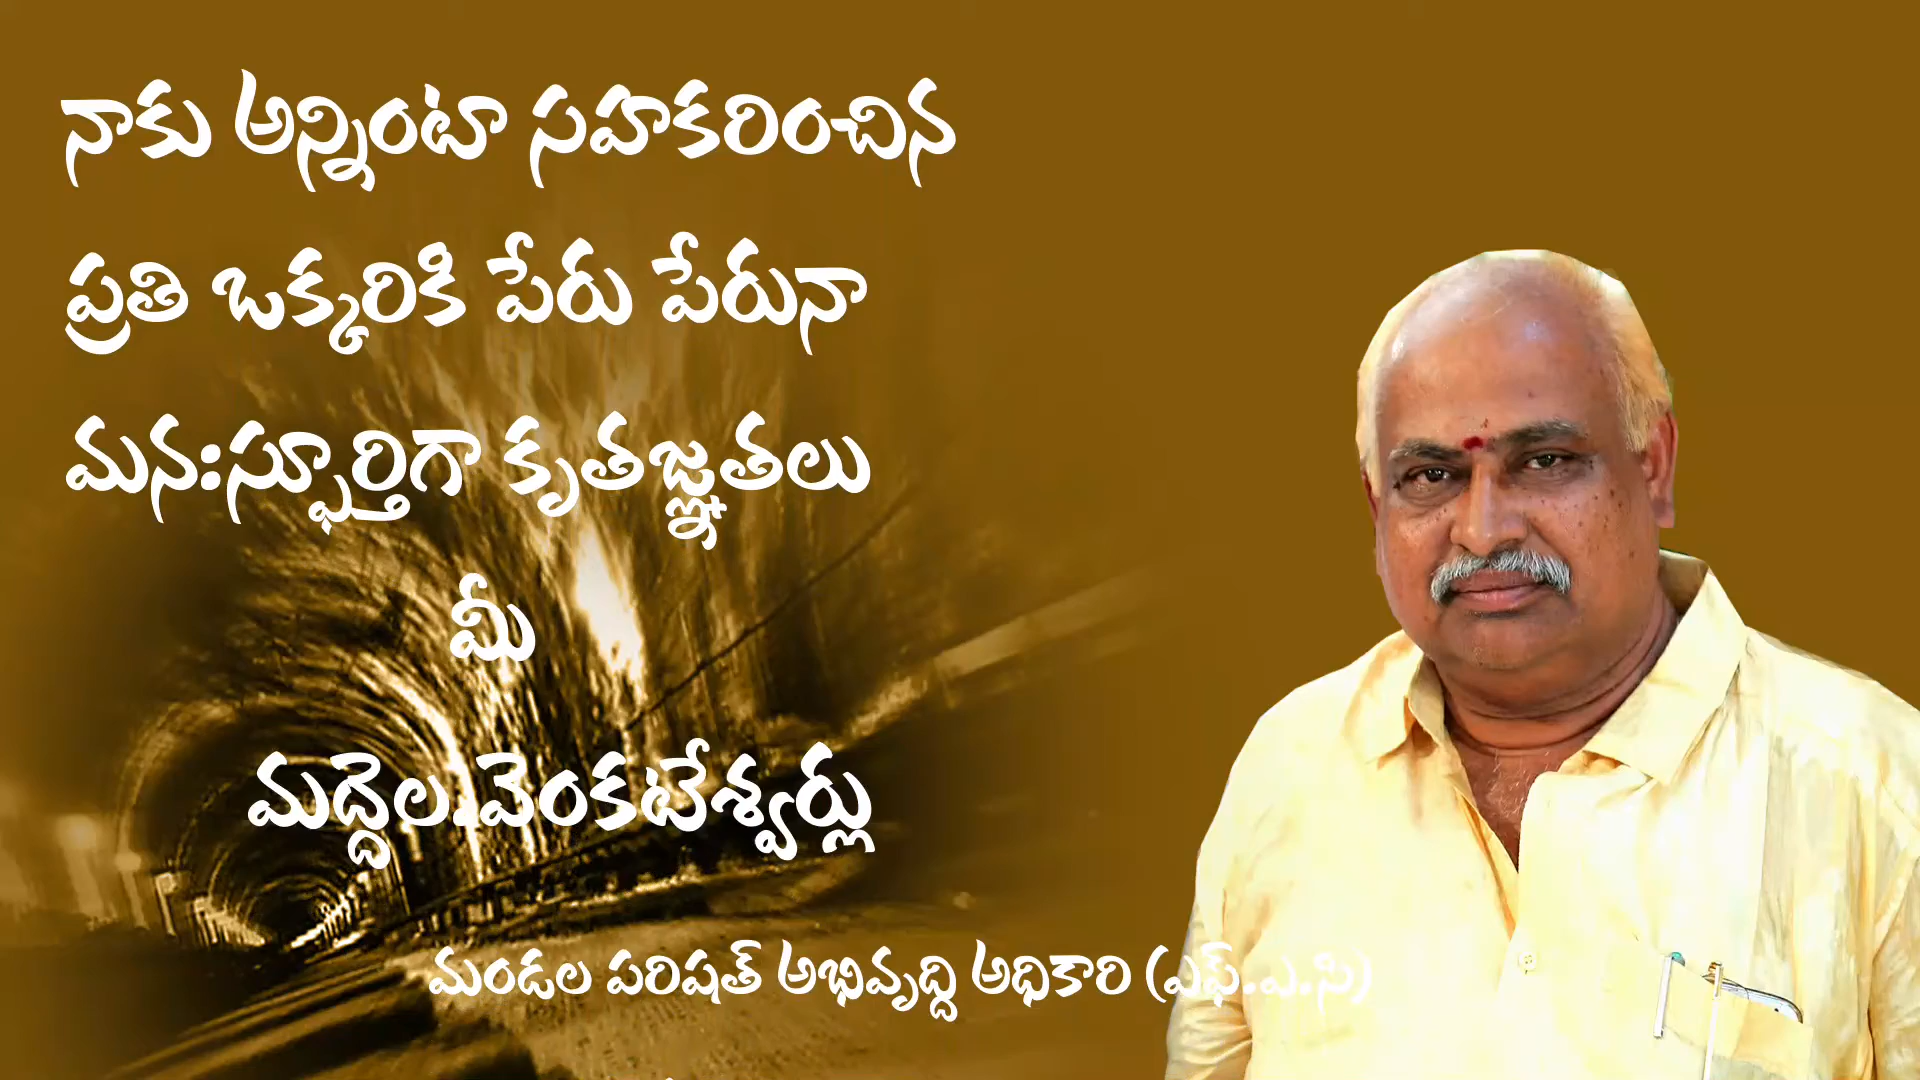 నాకు అన్నింటా సహకరించిన
ప్రతి ఒక్కరికి పేరు పేరునా
మన:స్ఫూర్తిగా కృతజ్ఞతలు
మీ
మద్దెల.వెంకటేశ్వర్లు
మండల పరిషత్ అభివృద్ది అధికారి (ఎఫ్.ఎ.సి)